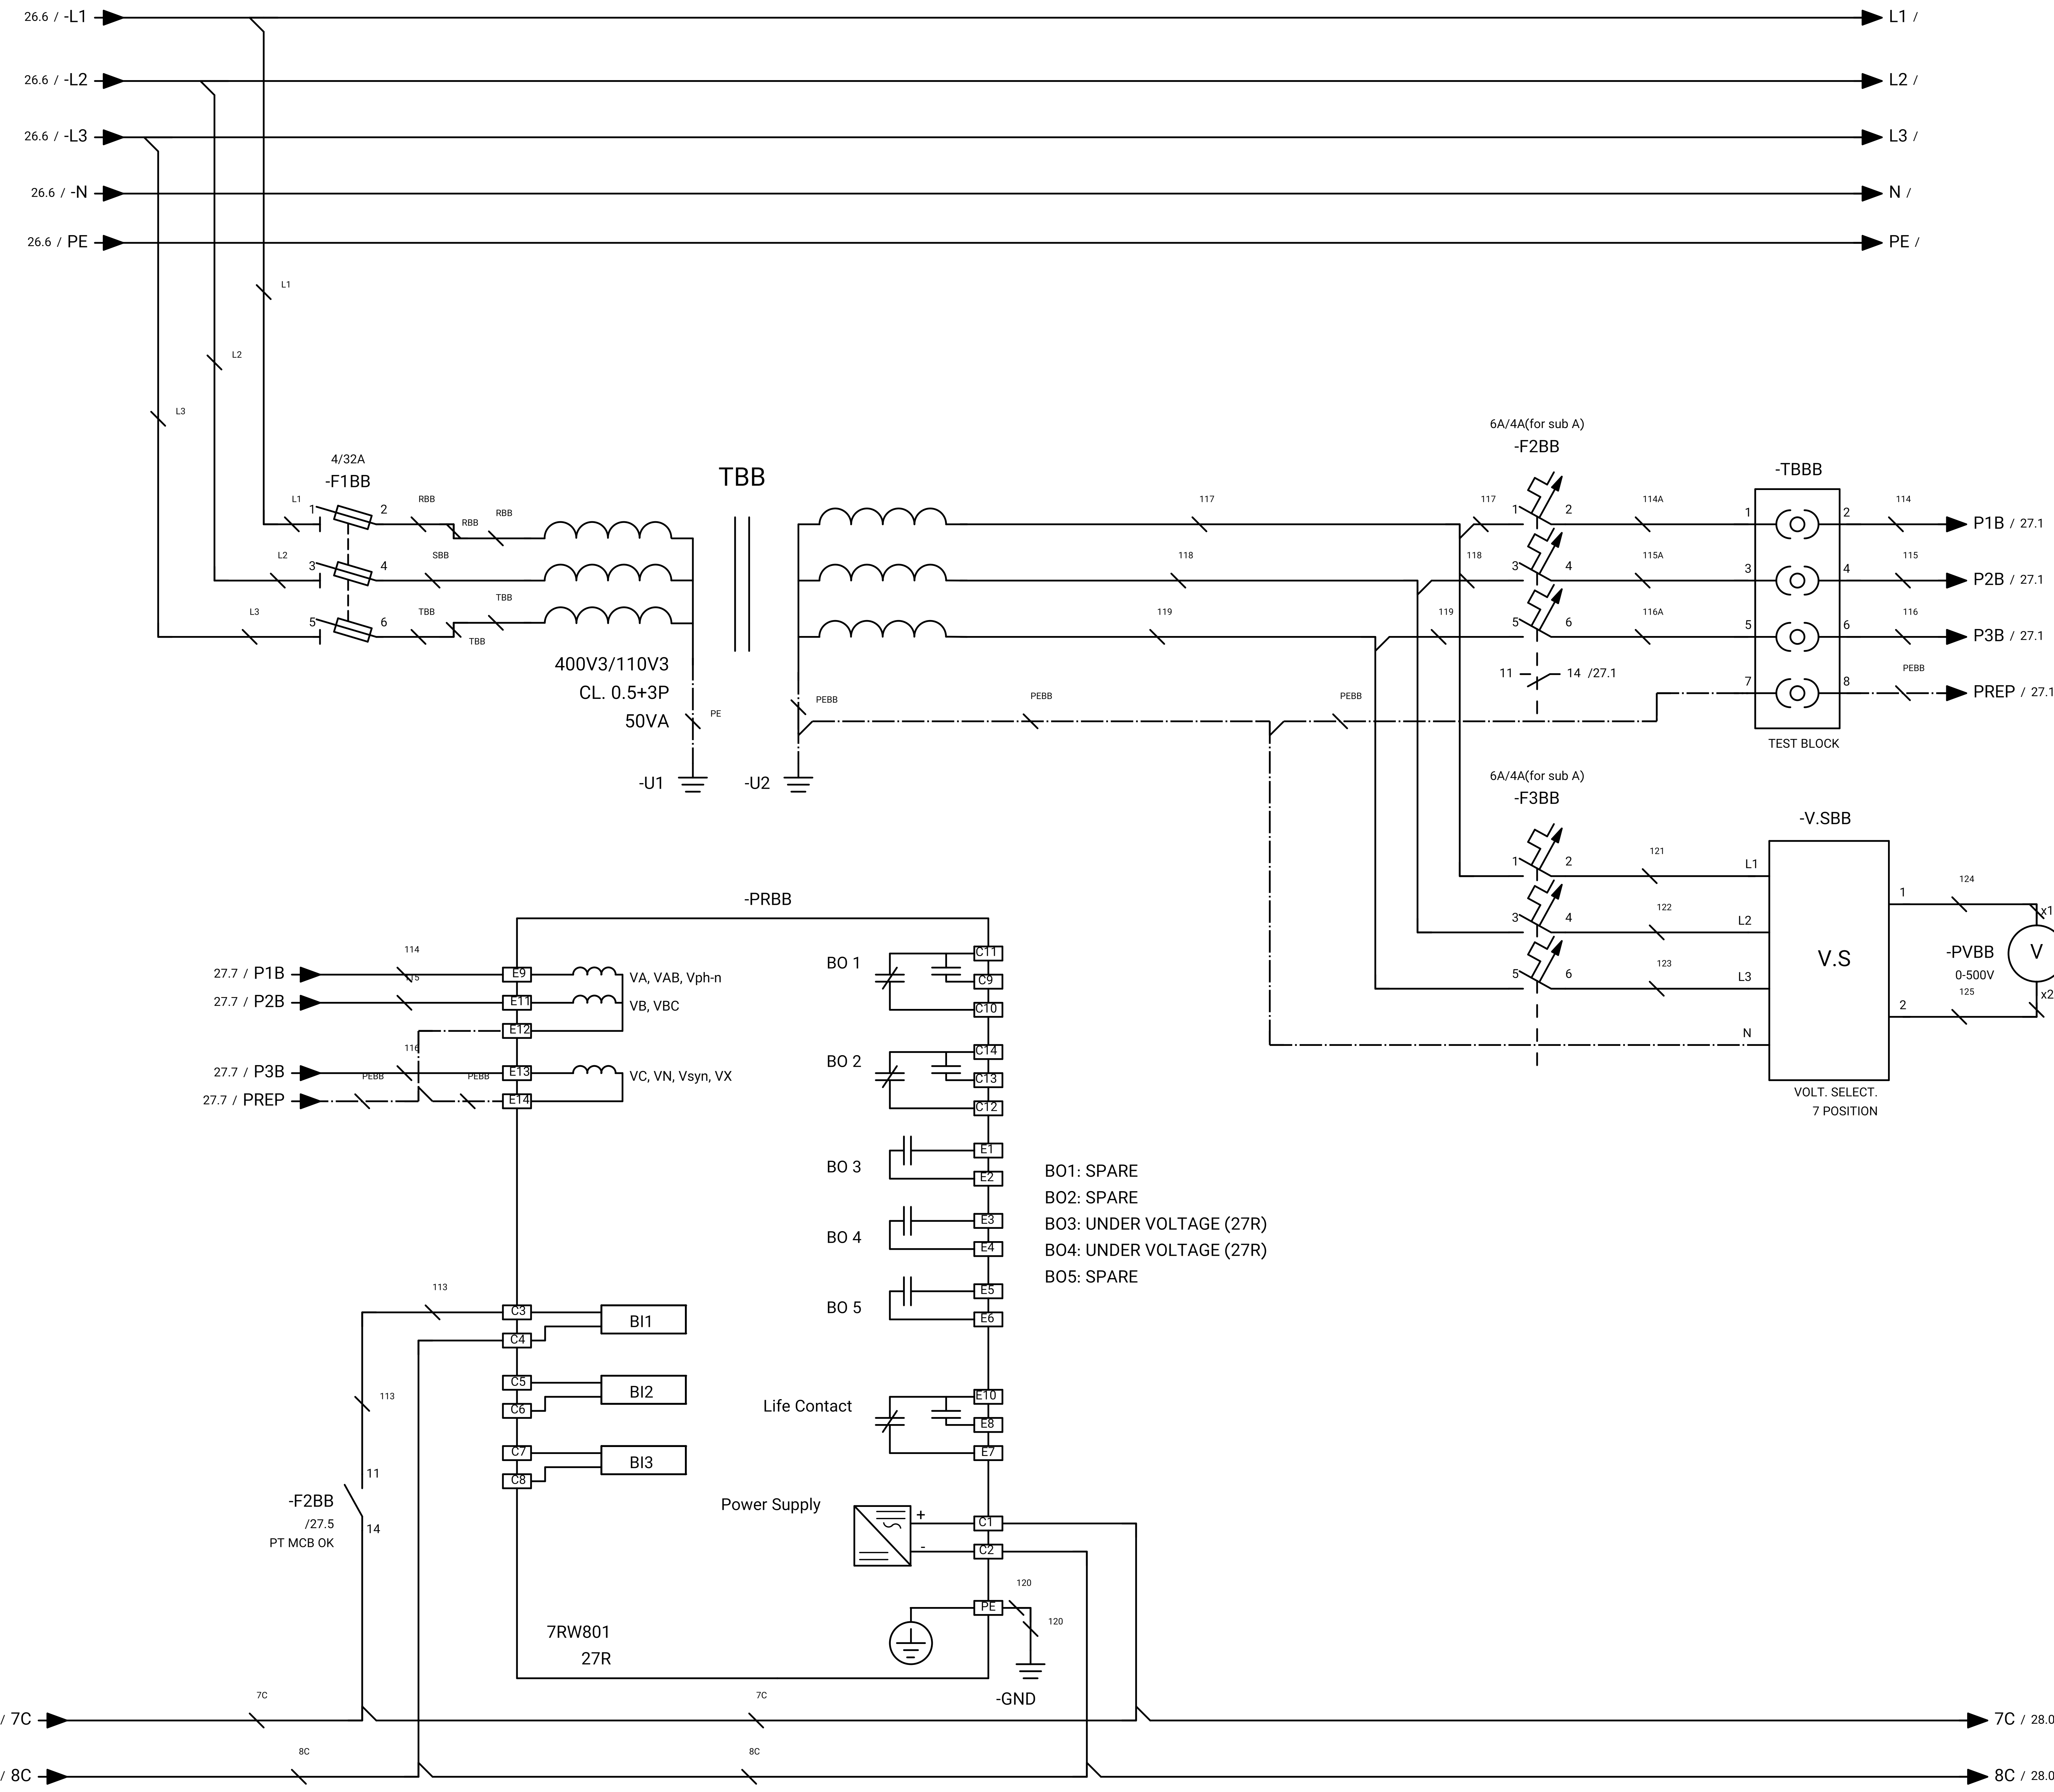 26.6 / -L1
L1 /
26.6 / -L2
L2 /
26.6 / -L3
L3 /
26.6 / -N
N /
26.6 / PE
PE /
L1
L2
L3
4/32A
-F1BB
L1
1
2
RBB
RBB
RBB
L2
3
4
SBB
L3
5
6
TBB
TBB
TBB
TBB
400V3/110V3
CL. 0.5+3P
50VA
PE
-U1
-U2
PEBB
PEBB
PEBB
117
118
119
117
118
119
6A/4A(for sub A)
-F2BB
1
2
3
4
5
6
11
14 /27.1
114A
115A
116A
-TBBB
1
2
3
4
5
6
7
8
TEST BLOCK
114
P1B / 27.1
115
P2B / 27.1
116
P3B / 27.1
PEBB
PREP / 27.1
6A/4A(for sub A)
-F3BB
1
2
3
4
5
6
121
122
123
L1
L2
L3
N
-V.SBB
V.S
VOLT. SELECT.
7 POSITION
1
2
124
125
x1
x2
V
-PVBB
0-500V
-PRBB
27.7 / P1B
114
E9
VA, VAB, Vph-n
27.7 / P2B
115
E11
VB, VBC
E12
27.7 / P3B
116
E13
VC, VN, Vsyn, VX
27.7 / PREP
PEBB
PEBB
E14
BO 1
C11
C9
C10
BO 2
C14
C13
C12
BO 3
E1
E2
BO 4
E3
E4
BO 5
E5
E6
BO1: SPARE
BO2: SPARE
BO3: UNDER VOLTAGE (27R)
BO4: UNDER VOLTAGE (27R)
BO5: SPARE
113
C3
C4
BI1
C5
C6
BI2
C7
C8
BI3
113
11
14
-F2BB
/27.5
PT MCB OK
Life Contact
E10
E8
E7
Power Supply
+
-
C1
C2
PE
120
120
-GND
7RW801
27R
/ 7C
7C
7C
7C / 28.0
/ 8C
8C
8C
8C / 28.0